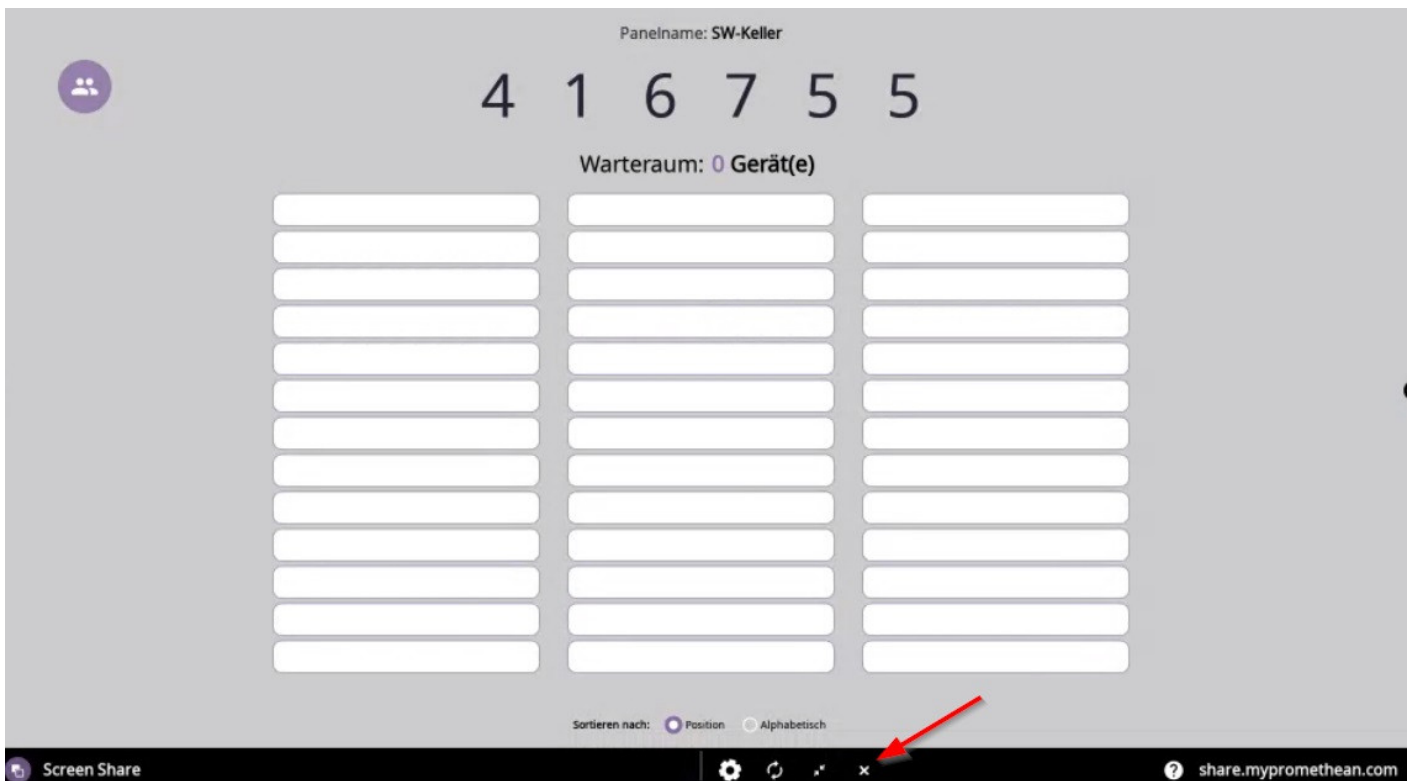 Panelname: SW-Keller
4 1 6 7 5 5
Warteraum: 0 Gerät(e)
Sortieren nach: Position Alphabetisch
Screen Share ? share.mypromethean.com